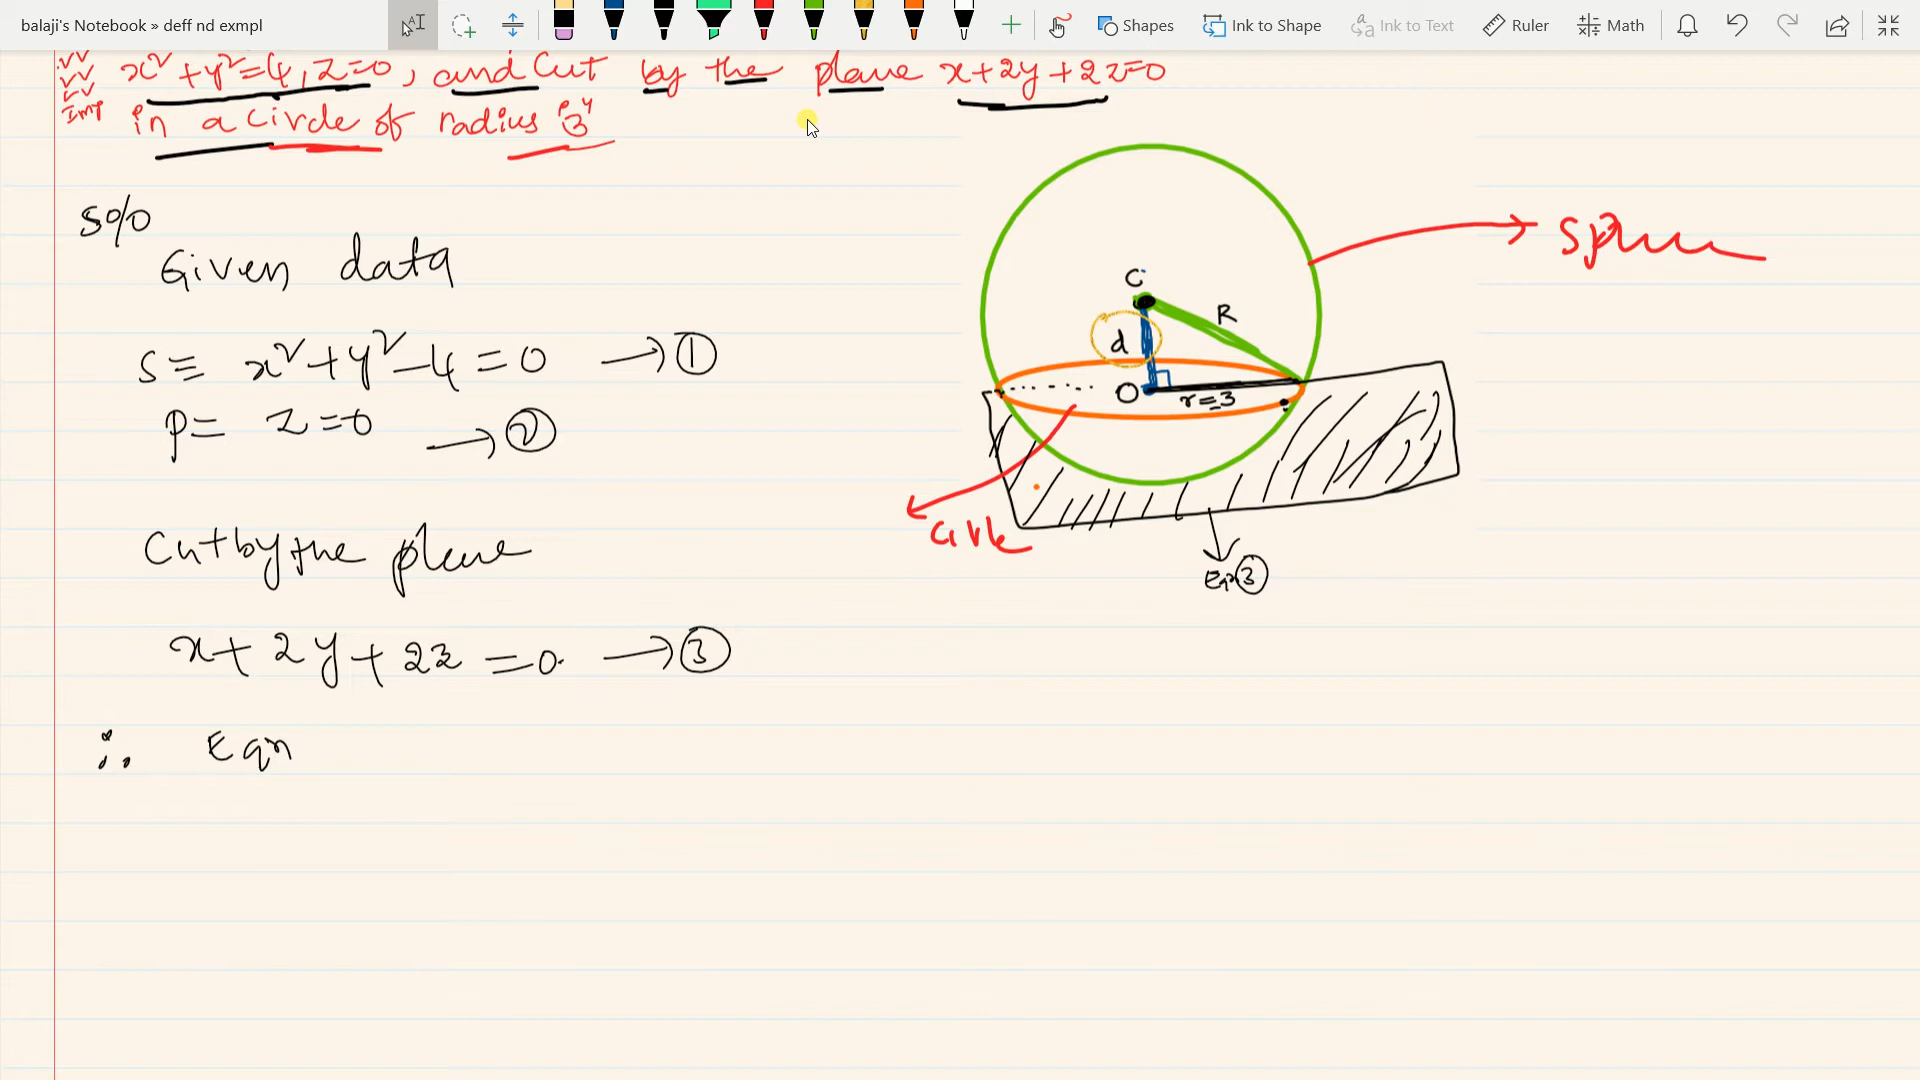 balaji's Notebook » deff nd exmpl
Shapes Ink to Shape Ink to Text Ruler Math
x²+y²=4, z=0, and cut by the plane x+2y+2z=0
Imp in a circle of radius "3"
Given data
S≡ x²+y²-4=0 → ①
P= z=0 → ②
Cut by the plane
x+2y+2z=0. → ③
∴ Eqn
C
R
d
O
r=3
Eqn ③